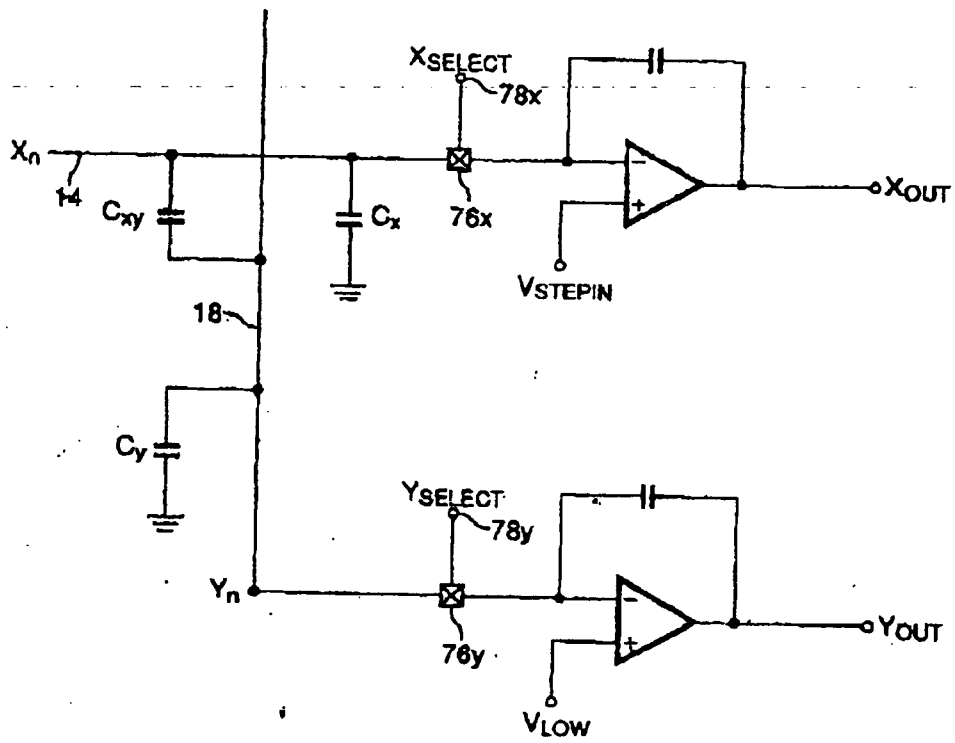 XSELECT
78x
Xn
14
Cxy
Cx
76x
− 
+
XOUT
VSTEPIN
18
Cy
YSELECT
78y
Yn
−
+
76y
YOUT
VLOW